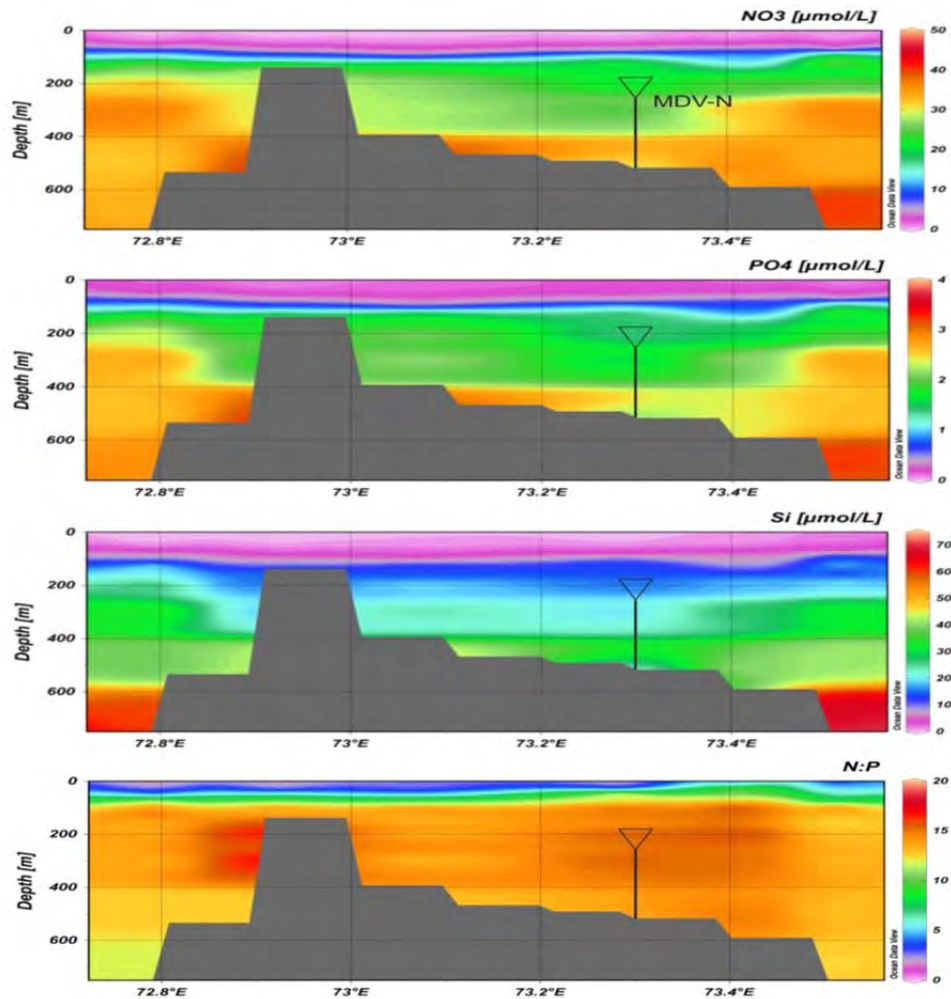 NO3 [µmol/L]
0
200
400
600
Depth [m]
MDV-N
50
40
30
20
10
0
Ocean Data View
72.8°E 73°E 73.2°E 73.4°E
PO4 [µmol/L]
0
200
400
600
Depth [m]
4
3
2
1
0
Ocean Data View
72.8°E 73°E 73.2°E 73.4°E
Si [µmol/L]
0
200
400
600
Depth [m]
70
60
50
40
30
20
10
0
Ocean Data View
72.8°E 73°E 73.2°E 73.4°E
N:P
0
200
400
600
Depth [m]
20
15
10
5
0
Ocean Data View
72.8°E 73°E 73.2°E 73.4°E